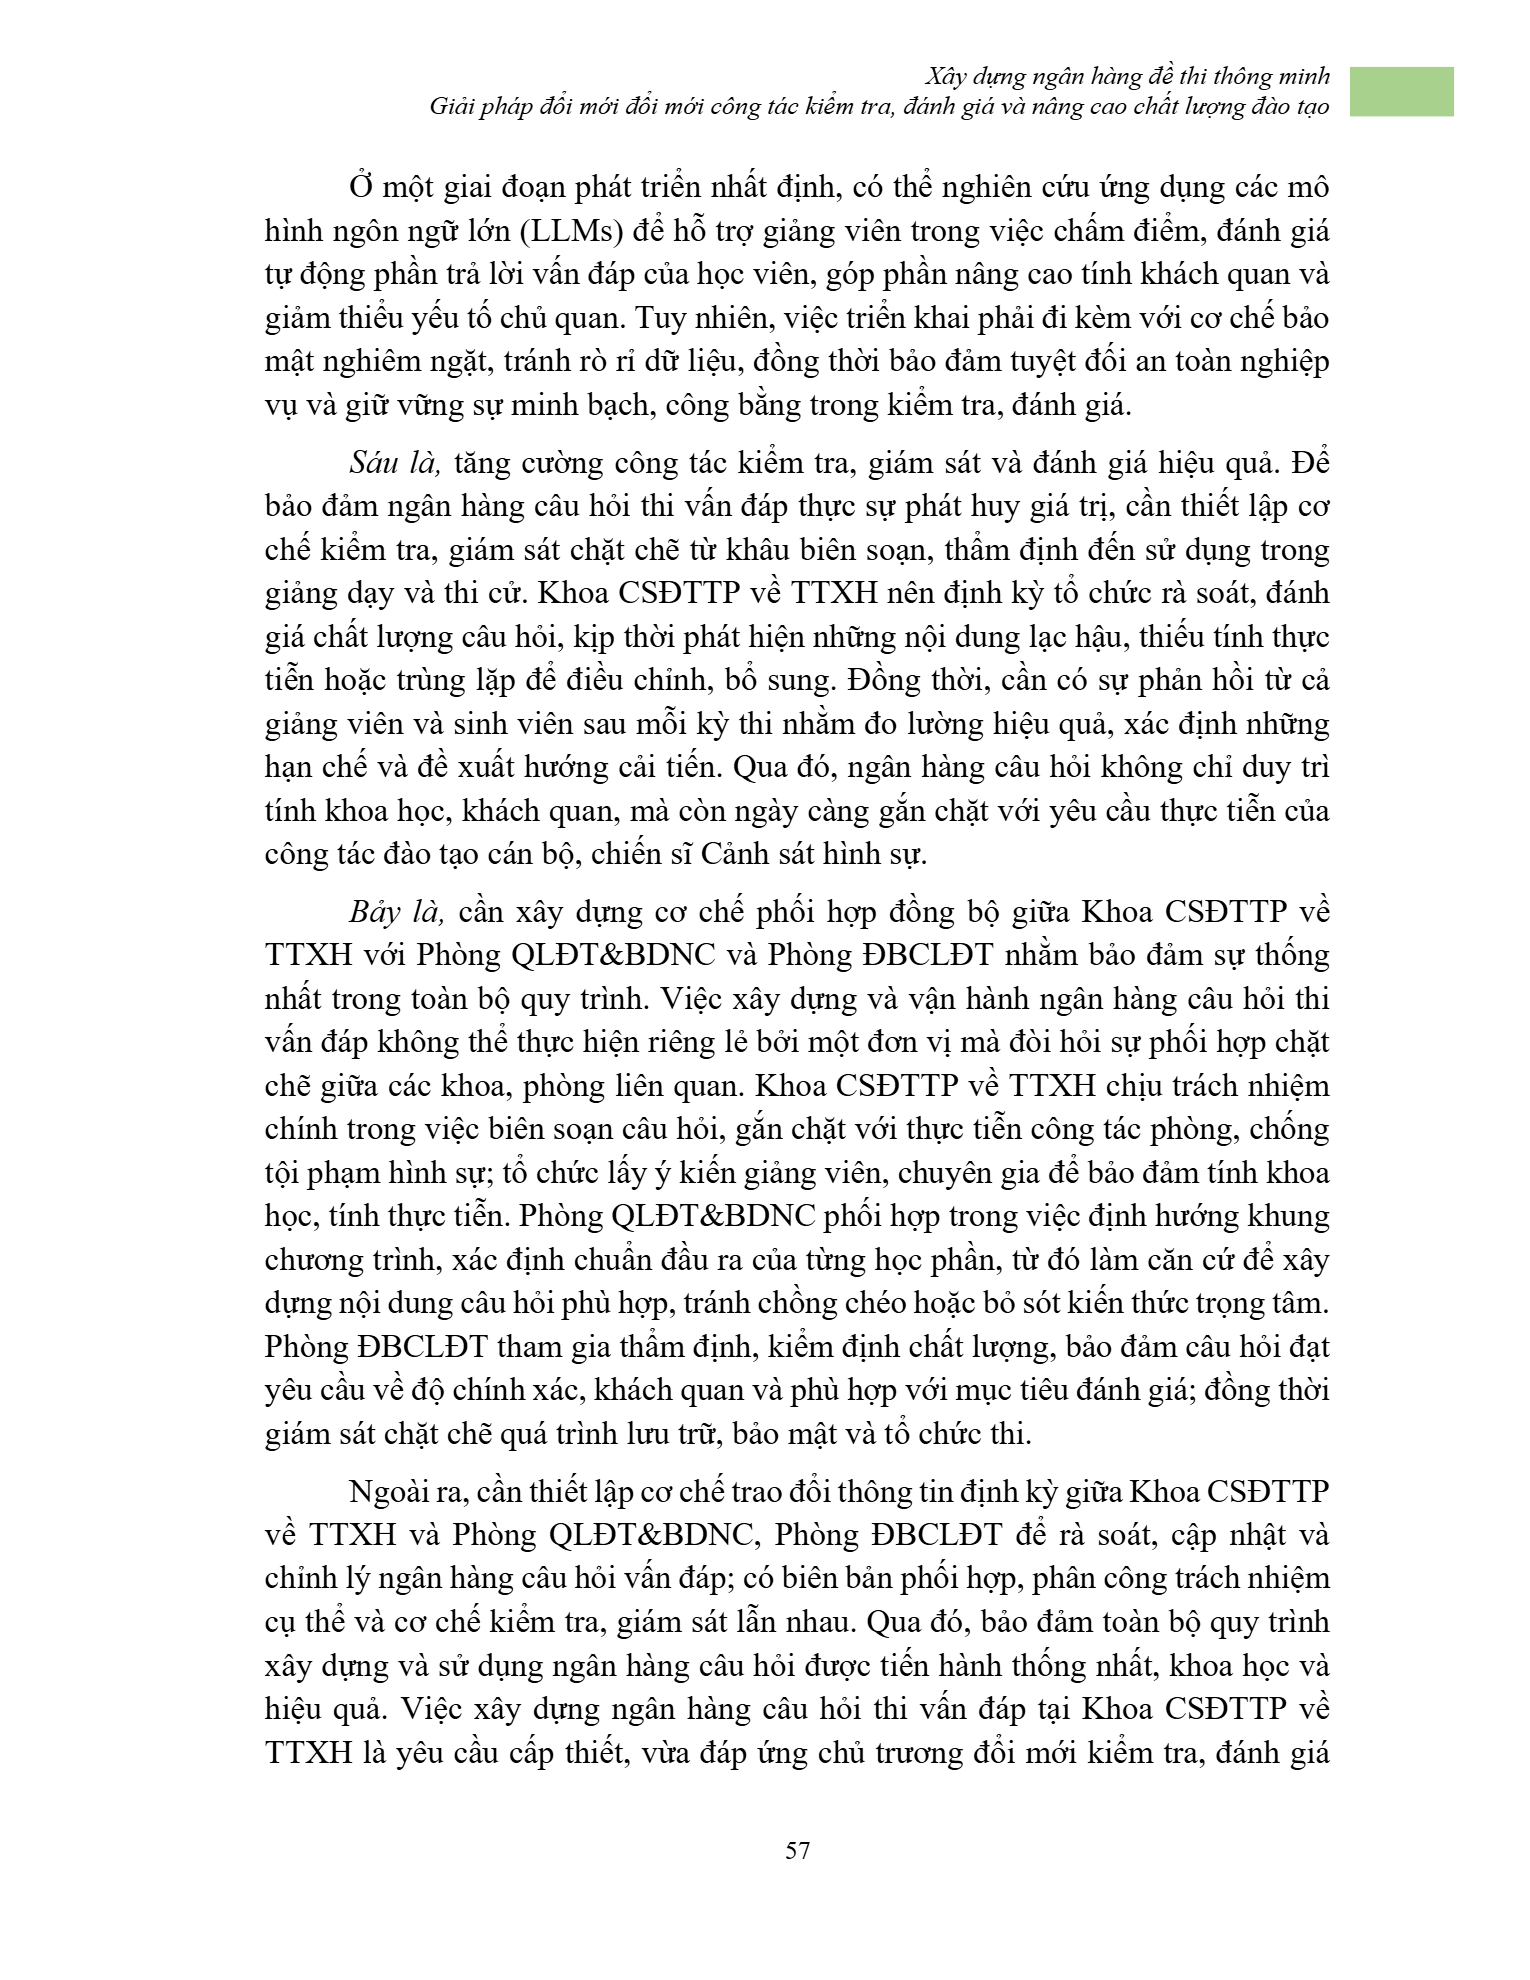 Xây dựng ngân hàng đề thi thông minh
Giải pháp đổi mới đổi mới công tác kiểm tra, đánh giá và nâng cao chất lượng đào tạo
Ở một giai đoạn phát triển nhất định, có thể nghiên cứu ứng dụng các mô
hình ngôn ngữ lớn (LLMs) để hỗ trợ giảng viên trong việc chấm điểm, đánh giá
tự động phần trả lời vấn đáp của học viên, góp phần nâng cao tính khách quan và
giảm thiểu yếu tố chủ quan. Tuy nhiên, việc triển khai phải đi kèm với cơ chế bảo
mật nghiêm ngặt, tránh rò rỉ dữ liệu, đồng thời bảo đảm tuyệt đối an toàn nghiệp
vụ và giữ vững sự minh bạch, công bằng trong kiểm tra, đánh giá.
Sáu là, tăng cường công tác kiểm tra, giám sát và đánh giá hiệu quả. Để
bảo đảm ngân hàng câu hỏi thi vấn đáp thực sự phát huy giá trị, cần thiết lập cơ
chế kiểm tra, giám sát chặt chẽ từ khâu biên soạn, thẩm định đến sử dụng trong
giảng dạy và thi cử. Khoa CSĐTTP về TTXH nên định kỳ tổ chức rà soát, đánh
giá chất lượng câu hỏi, kịp thời phát hiện những nội dung lạc hậu, thiếu tính thực
tiễn hoặc trùng lặp để điều chỉnh, bổ sung. Đồng thời, cần có sự phản hồi từ cả
giảng viên và sinh viên sau mỗi kỳ thi nhằm đo lường hiệu quả, xác định những
hạn chế và đề xuất hướng cải tiến. Qua đó, ngân hàng câu hỏi không chỉ duy trì
tính khoa học, khách quan, mà còn ngày càng gắn chặt với yêu cầu thực tiễn của
công tác đào tạo cán bộ, chiến sĩ Cảnh sát hình sự.
Bảy là, cần xây dựng cơ chế phối hợp đồng bộ giữa Khoa CSĐTTP về
TTXH với Phòng QLĐT&BDNC và Phòng ĐBCLĐT nhằm bảo đảm sự thống
nhất trong toàn bộ quy trình. Việc xây dựng và vận hành ngân hàng câu hỏi thi
vấn đáp không thể thực hiện riêng lẻ bởi một đơn vị mà đòi hỏi sự phối hợp chặt
chẽ giữa các khoa, phòng liên quan. Khoa CSĐTTP về TTXH chịu trách nhiệm
chính trong việc biên soạn câu hỏi, gắn chặt với thực tiễn công tác phòng, chống
tội phạm hình sự; tổ chức lấy ý kiến giảng viên, chuyên gia để bảo đảm tính khoa
học, tính thực tiễn. Phòng QLĐT&BDNC phối hợp trong việc định hướng khung
chương trình, xác định chuẩn đầu ra của từng học phần, từ đó làm căn cứ để xây
dựng nội dung câu hỏi phù hợp, tránh chồng chéo hoặc bỏ sót kiến thức trọng tâm.
Phòng ĐBCLĐT tham gia thẩm định, kiểm định chất lượng, bảo đảm câu hỏi đạt
yêu cầu về độ chính xác, khách quan và phù hợp với mục tiêu đánh giá; đồng thời
giám sát chặt chẽ quá trình lưu trữ, bảo mật và tổ chức thi.
Ngoài ra, cần thiết lập cơ chế trao đổi thông tin định kỳ giữa Khoa CSĐTTP
về TTXH và Phòng QLĐT&BDNC, Phòng ĐBCLĐT để rà soát, cập nhật và
chỉnh lý ngân hàng câu hỏi vấn đáp; có biên bản phối hợp, phân công trách nhiệm
cụ thể và cơ chế kiểm tra, giám sát lẫn nhau. Qua đó, bảo đảm toàn bộ quy trình
xây dựng và sử dụng ngân hàng câu hỏi được tiến hành thống nhất, khoa học và
hiệu quả. Việc xây dựng ngân hàng câu hỏi thi vấn đáp tại Khoa CSĐTTP về
TTXH là yêu cầu cấp thiết, vừa đáp ứng chủ trương đổi mới kiểm tra, đánh giá
57